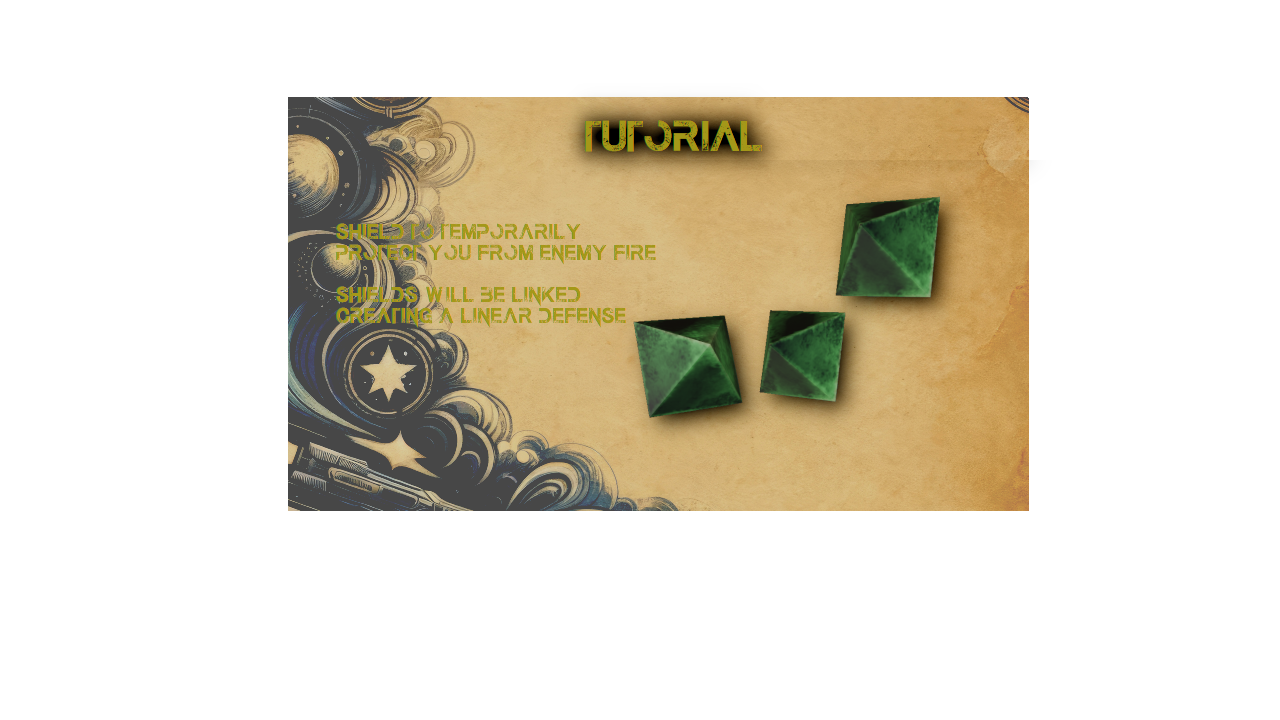 TUTORIAL
SHIELD TO TEMPORARILY
PROTECT YOU FROM ENEMY FIRE
SHIELDS WILL BE LINKED
CREATING A LINEAR DEFENSE